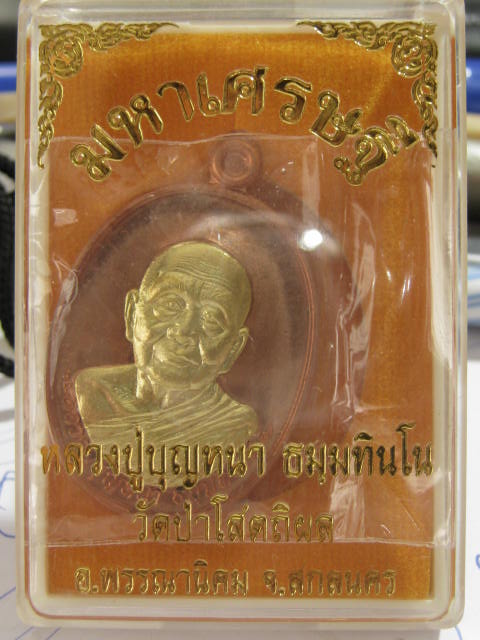 มหาเศรษฐี
หลวงปู่บุญหนา ธมฺมทินฺโน
วัดป่าโสตถิผล
อ.พรรณานิคม จ.สกลนคร